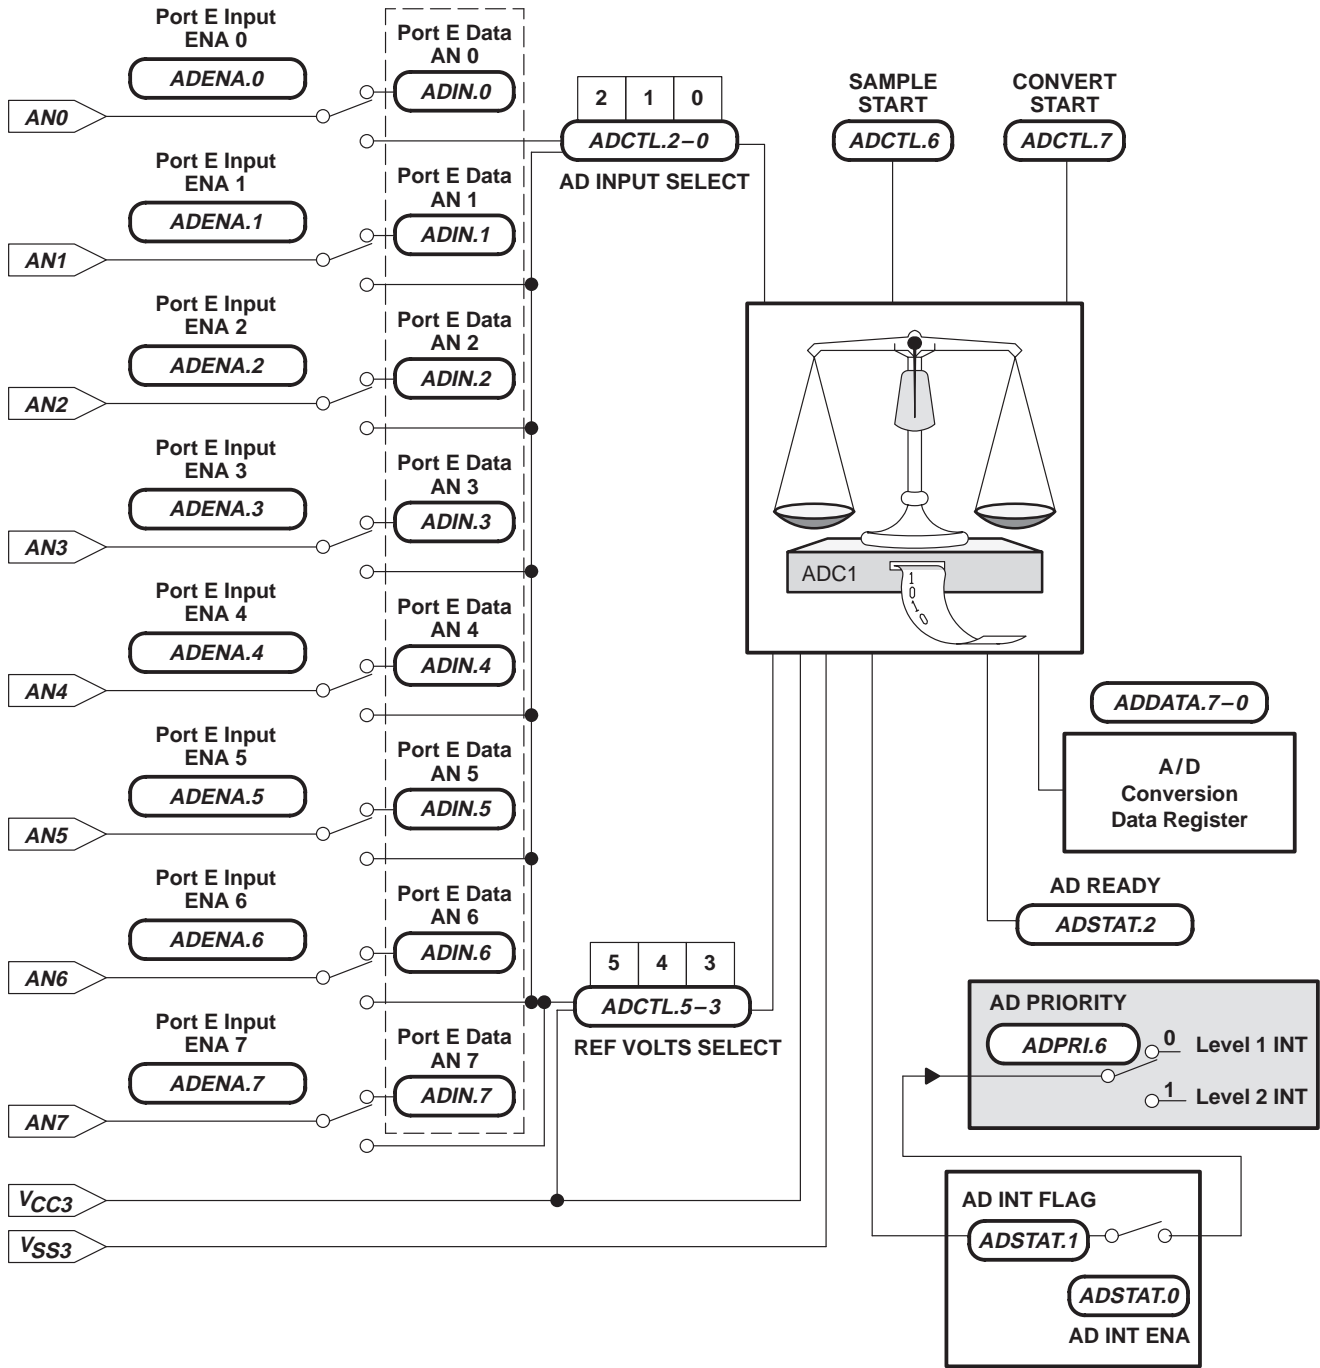 Port E Input
ENA 0
ADENA.0
AN0
Port E Data
AN 0
ADIN.0
Port E Input
ENA 1
ADENA.1
AN1
Port E Data
AN 1
ADIN.1
Port E Input
ENA 2
ADENA.2
AN2
Port E Data
AN 2
ADIN.2
Port E Input
ENA 3
ADENA.3
AN3
Port E Data
AN 3
ADIN.3
Port E Input
ENA 4
ADENA.4
AN4
Port E Data
AN 4
ADIN.4
Port E Input
ENA 5
ADENA.5
AN5
Port E Data
AN 5
ADIN.5
Port E Input
ENA 6
ADENA.6
AN6
Port E Data
AN 6
ADIN.6
Port E Input
ENA 7
ADENA.7
AN7
Port E Data
AN 7
ADIN.7
VCC3
VSS3
2 1 0
ADCTL.2–0
AD INPUT SELECT
SAMPLE
START
ADCTL.6
CONVERT
START
ADCTL.7
ADC1
1
0
1
0
5 4 3
ADCTL.5–3
REF VOLTS SELECT
ADDATA.7–0
A/D
Conversion
Data Register
AD READY
ADSTAT.2
AD PRIORITY
ADPRI.6
0 Level 1 INT
1 Level 2 INT
AD INT FLAG
ADSTAT.1
ADSTAT.0
AD INT ENA